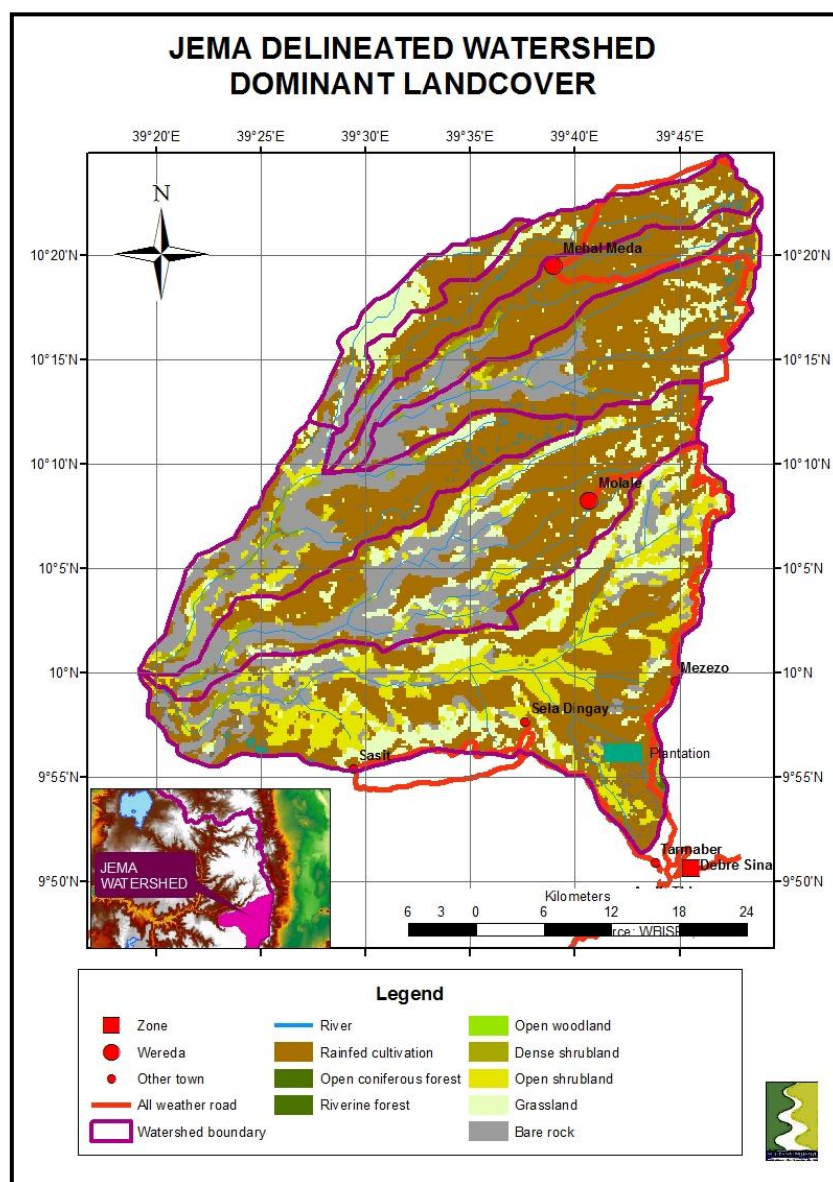 JEMA DELINEATED WATERSHED
DOMINANT LANDCOVER
39°20'E 39°25'E 39°30'E 39°35'E 39°40'E 39°45'E
N
10°20'N 10°20'N
Mehal Meda
10°15'N 10°15'N
10°10'N 10°10'N
Molale
10°5'N 10°5'N
10°N 10°N
Mezezo
Sela Dingay
Sasit
Plantation
9°55'N 9°55'N
Tarmaber
Debre Sina
9°50'N 9°50'N
JEMA
WATERSHED
Kilometers
6 3 0 6 12 18 24
rce: WBISP
Legend
Zone
Wereda
Other town
All weather road
Watershed boundary
River
Rainfed cultivation
Open coniferous forest
Riverine forest
Open woodland
Dense shrubland
Open shrubland
Grassland
Bare rock